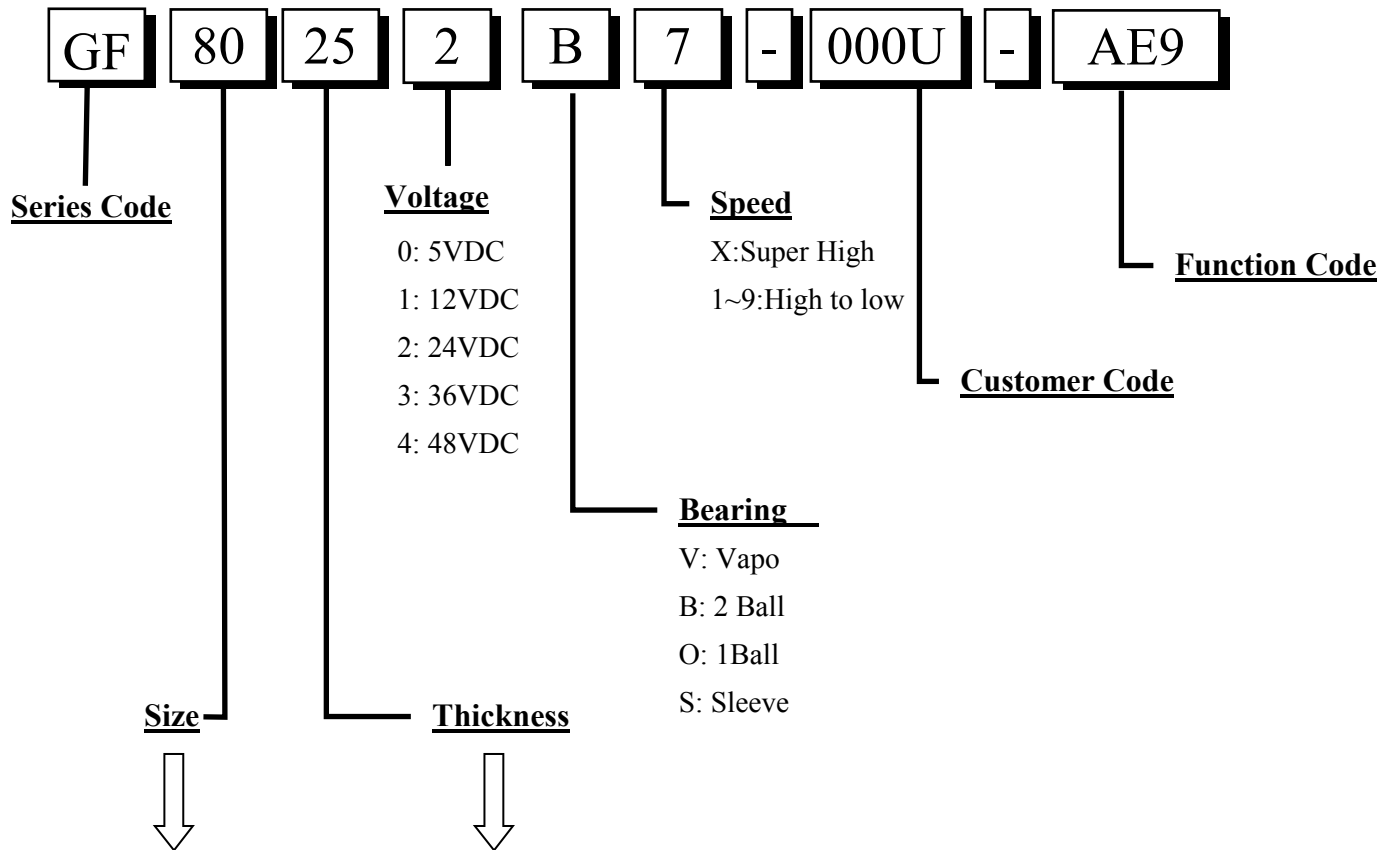 GF 80 25 2 B 7 - 000U - AE9
Series Code
Voltage
0: 5VDC
1: 12VDC
2: 24VDC
3: 36VDC
4: 48VDC
Speed
X:Super High
1~9:High to low
Function Code
Customer Code
Bearing
V: Vapo
B: 2 Ball
O: 1Ball
S: Sleeve
Size
Thickness